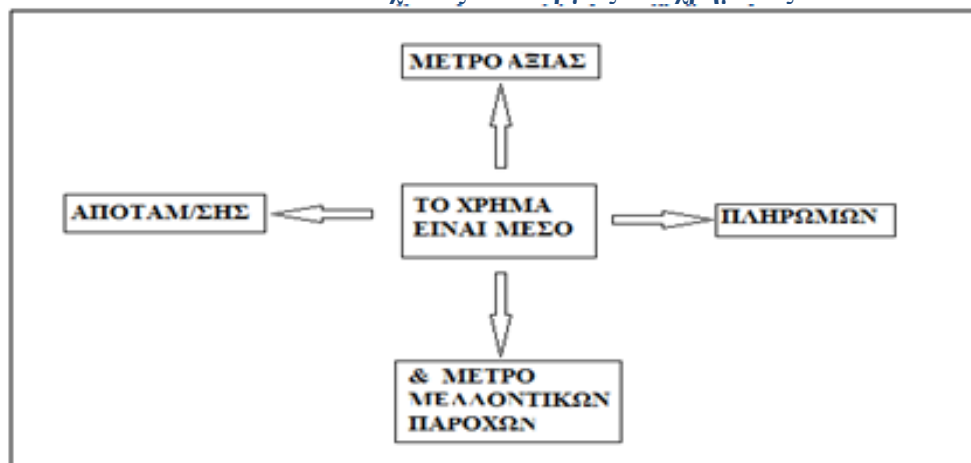 ΜΕΤΡΟ ΑΞΙΑΣ
ΑΠΟΤΑΜ/ΣΗΣ
ΤΟ ΧΡΗΜΑ
ΕΙΝΑΙ ΜΕΣΟ
ΠΛΗΡΩΜΩΝ
& ΜΕΤΡΟ
ΜΕΛΛΟΝΤΙΚΩΝ
ΠΑΡΟΧΩΝ